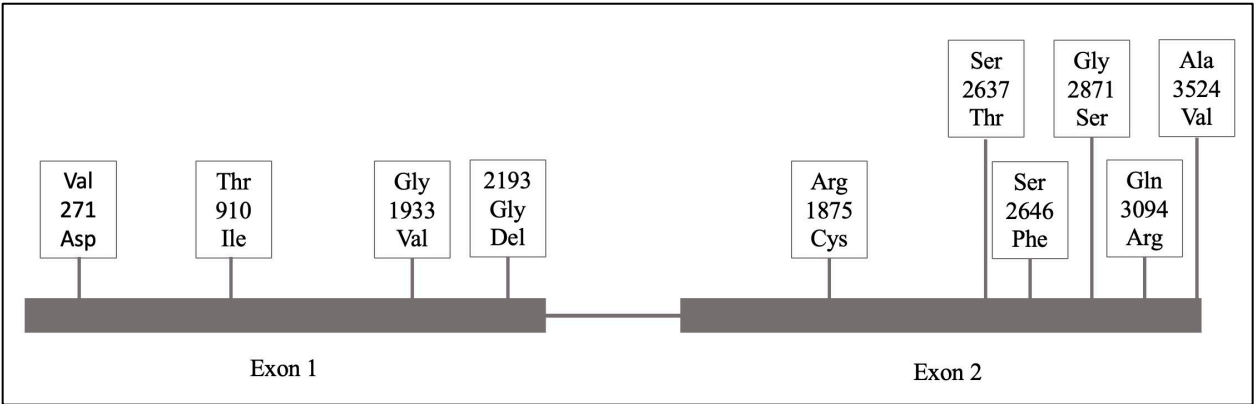 Val
271
Asp
Thr
910
Ile
Gly
1933
Val
2193
Gly
Del
Arg
1875
Cys
Ser
2637
Thr
Ser
2646
Phe
Gly
2871
Ser
Gln
3094
Arg
Ala
3524
Val
Exon 1
Exon 2